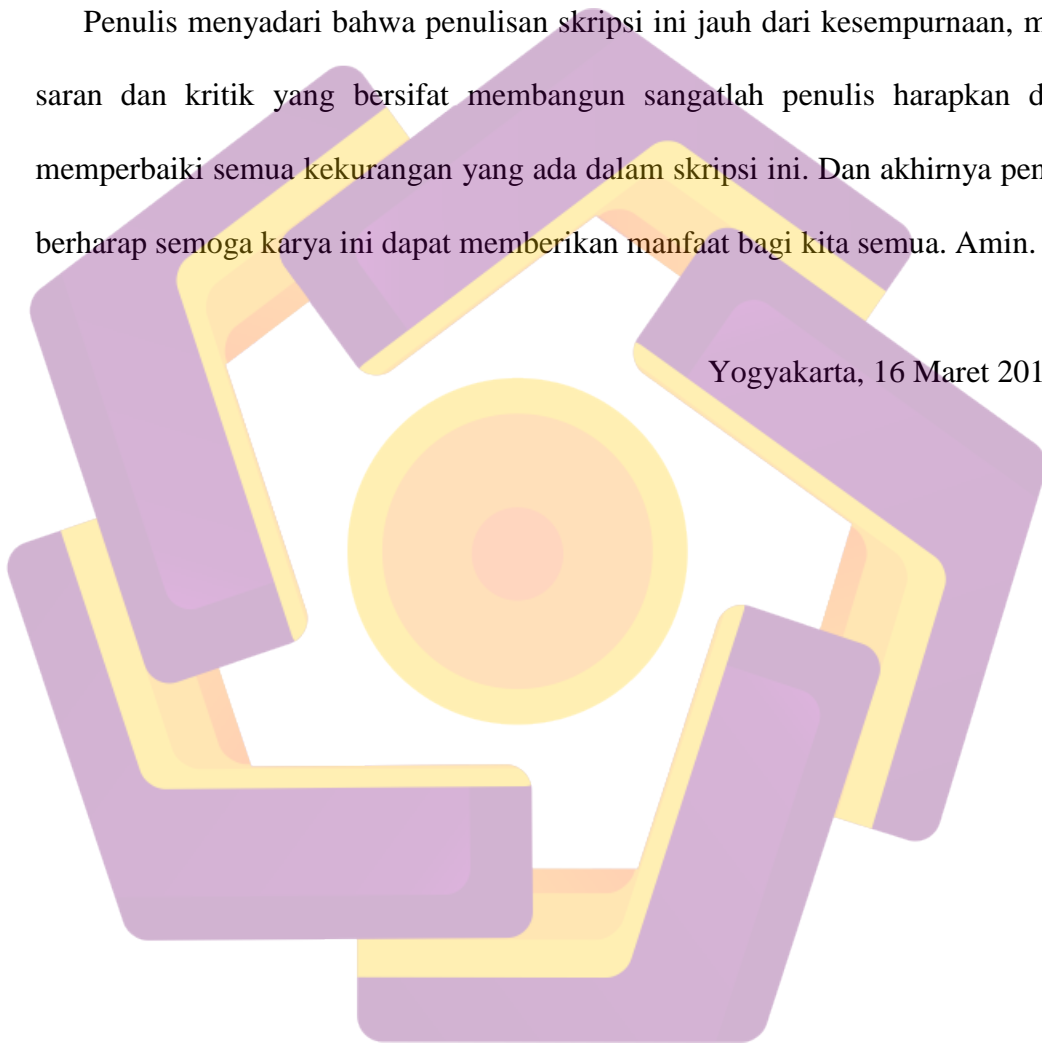 Penulis menyadari bahwa penulisan skripsi ini jauh dari kesempurnaan,
saran dan kritik yang bersifat membangun sangatlah penulis harapkan
memperbaiki semua kekurangan yang ada dalam skripsi ini. Dan akhirnya
berharap semoga karya ini dapat memberikan manfaat bagi kita semua. Amin.
Yogyakarta, 16 Maret 201